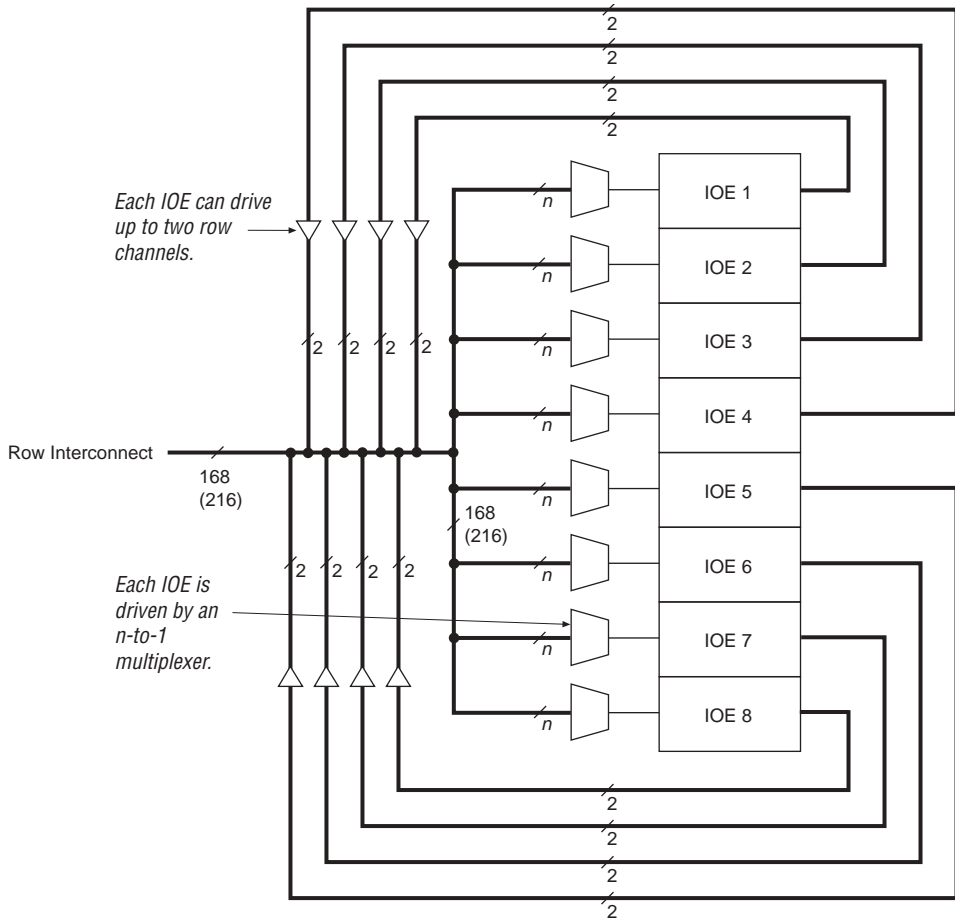 2
2
2
2
Each IOE can drive
up to two row
channels.
n
IOE 1
n
IOE 2
2
2
2
2
n
IOE 3
n
IOE 4
Row Interconnect
168
(216)
n
IOE 5
168
(216)
2
2
2
2
n
IOE 6
Each IOE is
driven by an
n-to-1
multiplexer.
n
IOE 7
n
IOE 8
2
2
2
2